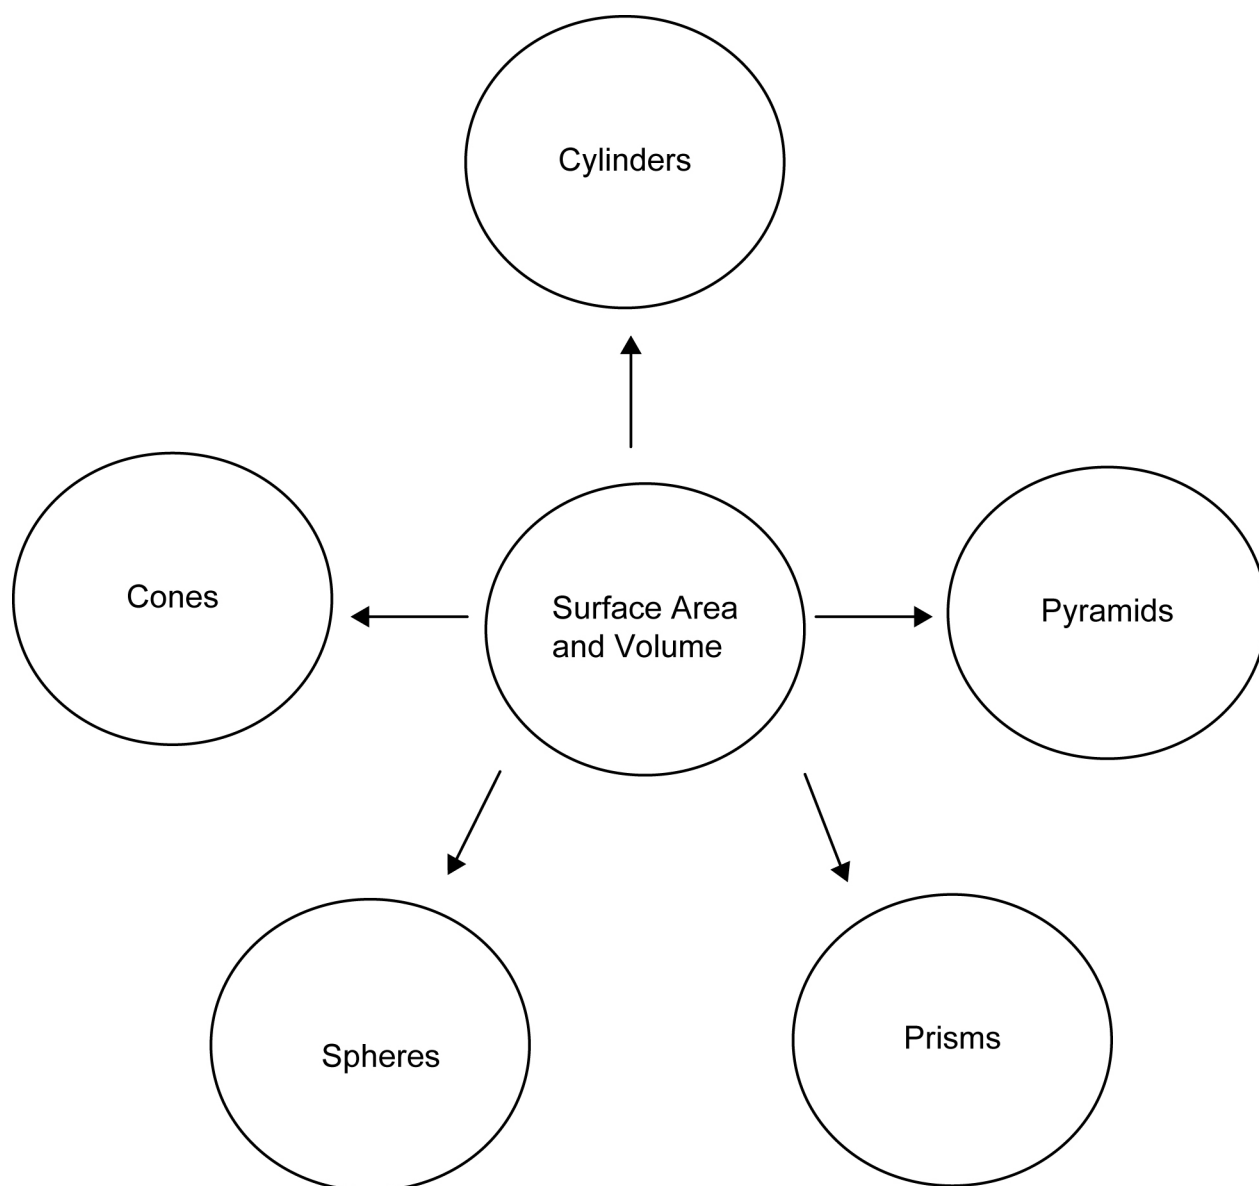 Cylinders
Cones
Surface Area
and Volume
Pyramids
Spheres
Prisms